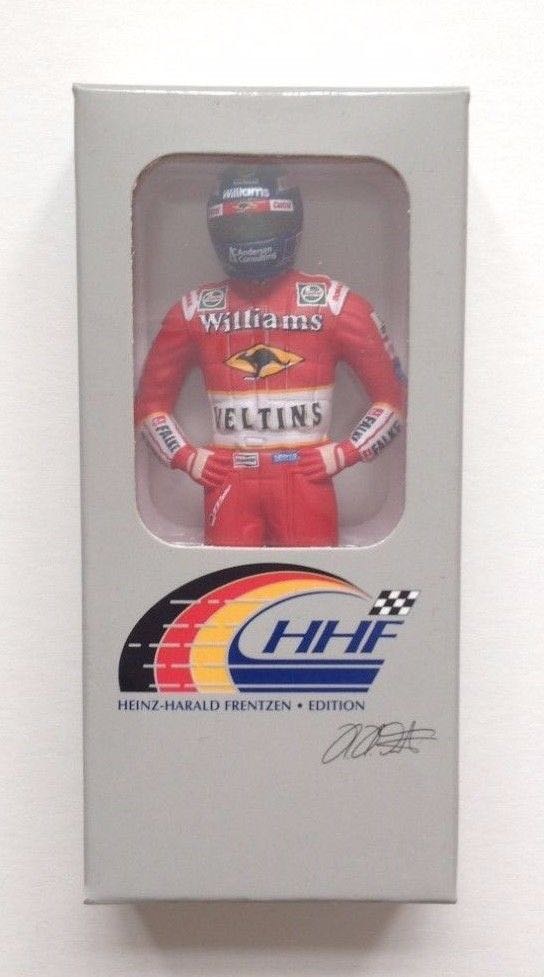 Williams
Andersen
Consulting
Williams
VELTINS
FALKE
FALKE
HHF
HEINZ-HARALD FRENTZEN • EDITION